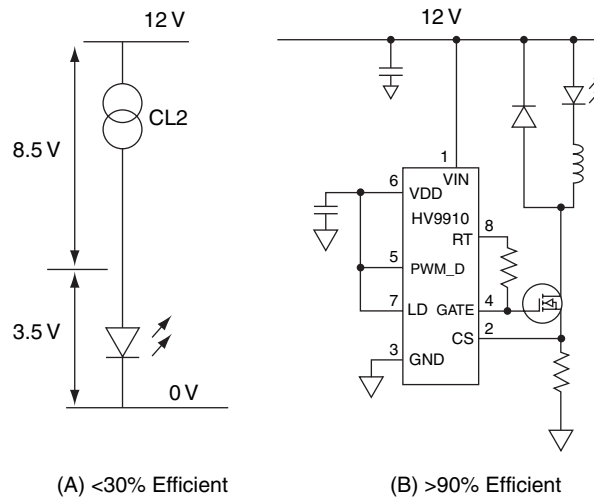 12 V
CL2
8.5 V
3.5 V
0 V
(A) <30% Efficient
12 V
1
VIN
6
VDD
HV9910
8
RT
5
PWM_D
7
LD
GATE
4
CS
2
3
GND
(B) >90% Efficient